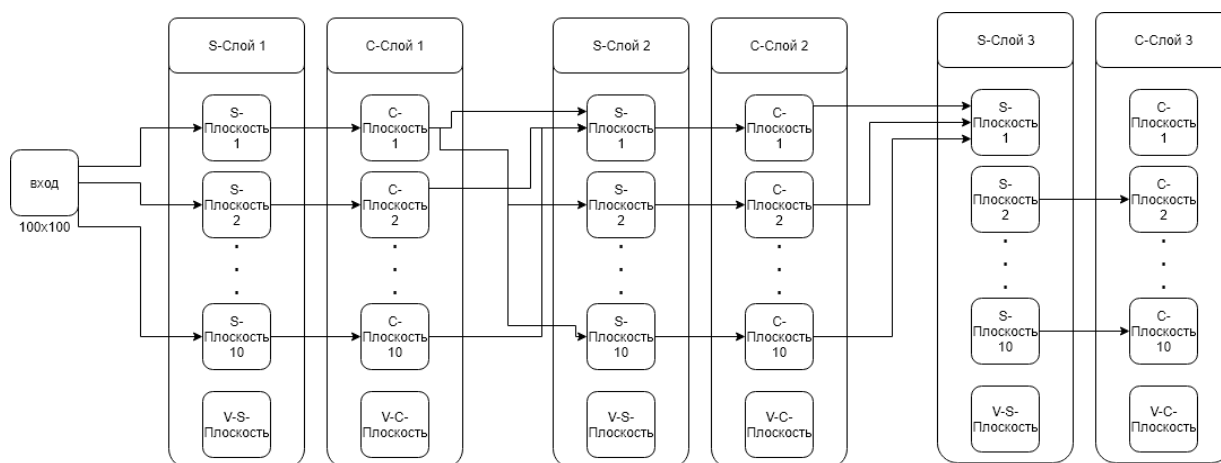 S-Слой 1
C-Слой 1
S-Слой 2
C-Слой 2
S-Слой 3
C-Слой 3
вход
100x100
S-
Плоскость
1
S-
Плоскость
2
S-
Плоскость
10
V-S-
Плоскость
C-
Плоскость
1
C-
Плоскость
2
C-
Плоскость
10
V-C-
Плоскость
S-
Плоскость
1
S-
Плоскость
2
S-
Плоскость
10
V-S-
Плоскость
C-
Плоскость
1
C-
Плоскость
2
C-
Плоскость
10
V-C-
Плоскость
S-
Плоскость
1
S-
Плоскость
2
S-
Плоскость
10
V-S-
Плоскость
C-
Плоскость
1
C-
Плоскость
2
C-
Плоскость
10
V-C-
Плоскость